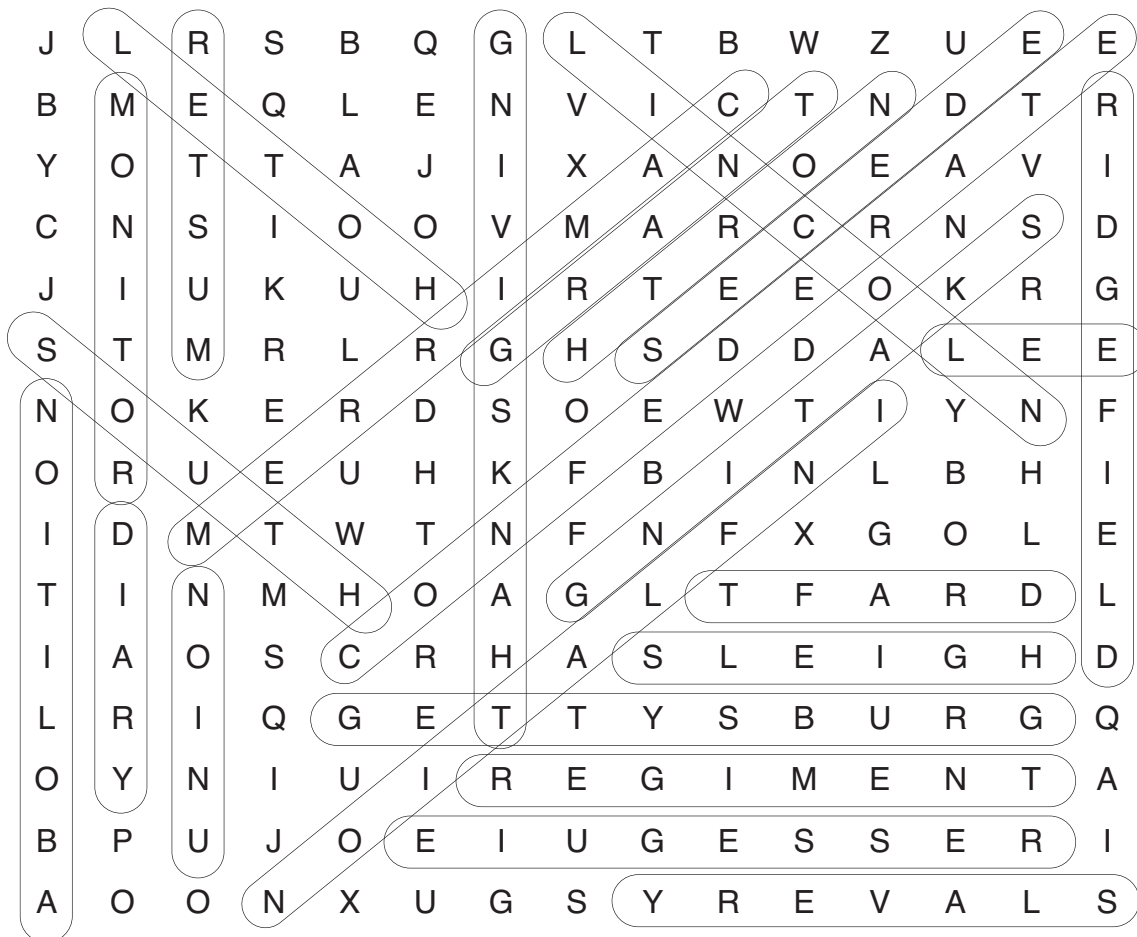 J L R S B Q G L T B W Z U E E
B M E Q L E N V I C T N D T R
Y O T T A J I X A N O E A V I
C N S I O O V M A R C R N S D
J I U K U H I R T E E O K R G
S T M R L R G H S D D A L E E
N O K E R D S O E W T I Y N F
O R U E U H K F B I N L B H I
I D M T W T N F N F X G O L E
T I N M H O A G L T F A R D L
I A O S C R H A S L E I G H D
L R I Q G E T T Y S B U R G Q
O Y N I U I R E G I M E N T A
B P U J O E I U G E S S E R I
A O O N X U G S Y R E V A L S